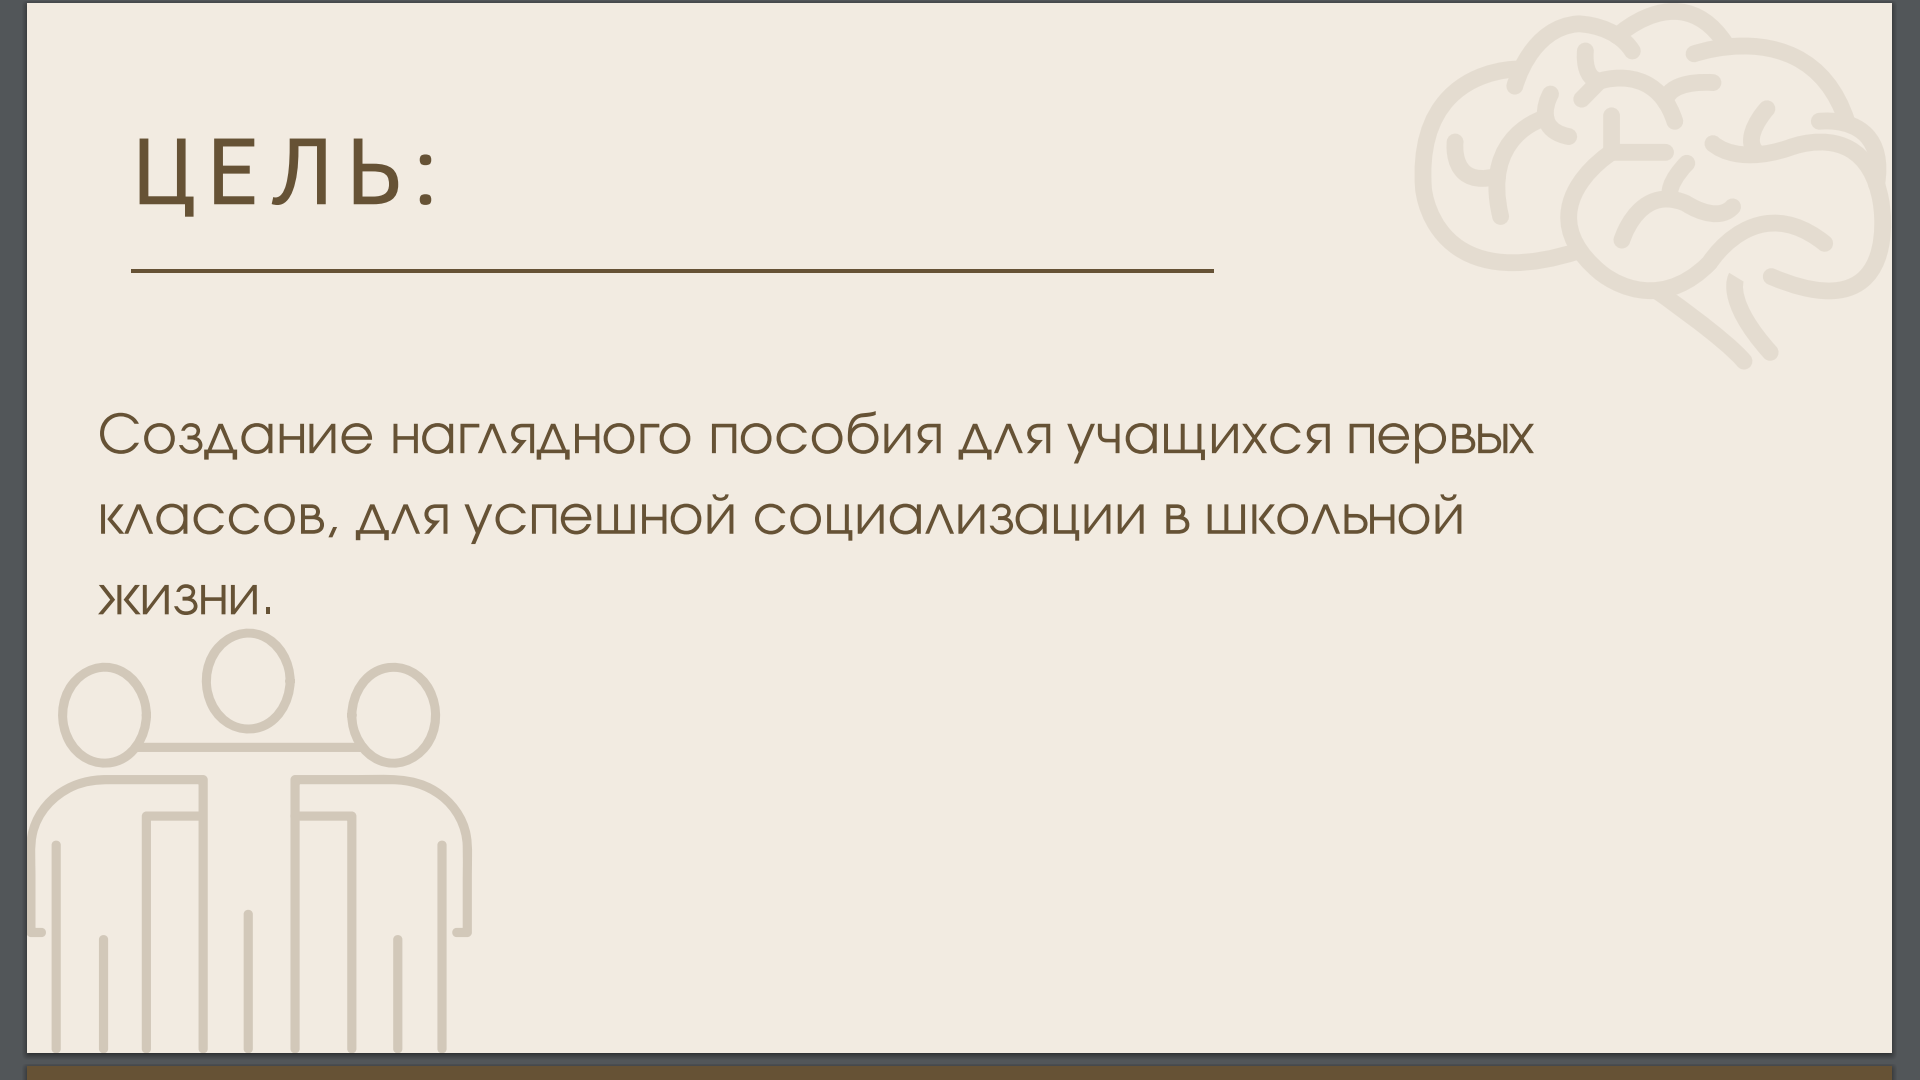 ЦЕЛЬ:
Создание наглядного пособия для учащихся первых
классов, для успешной социализации в школьной
жизни.